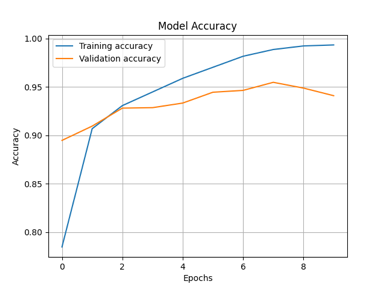 Model Accuracy
1.00
Training accuracy
Validation accuracy
0.95
0.90
0.85
0.80
Accuracy
0 2 4 6 8
Epochs